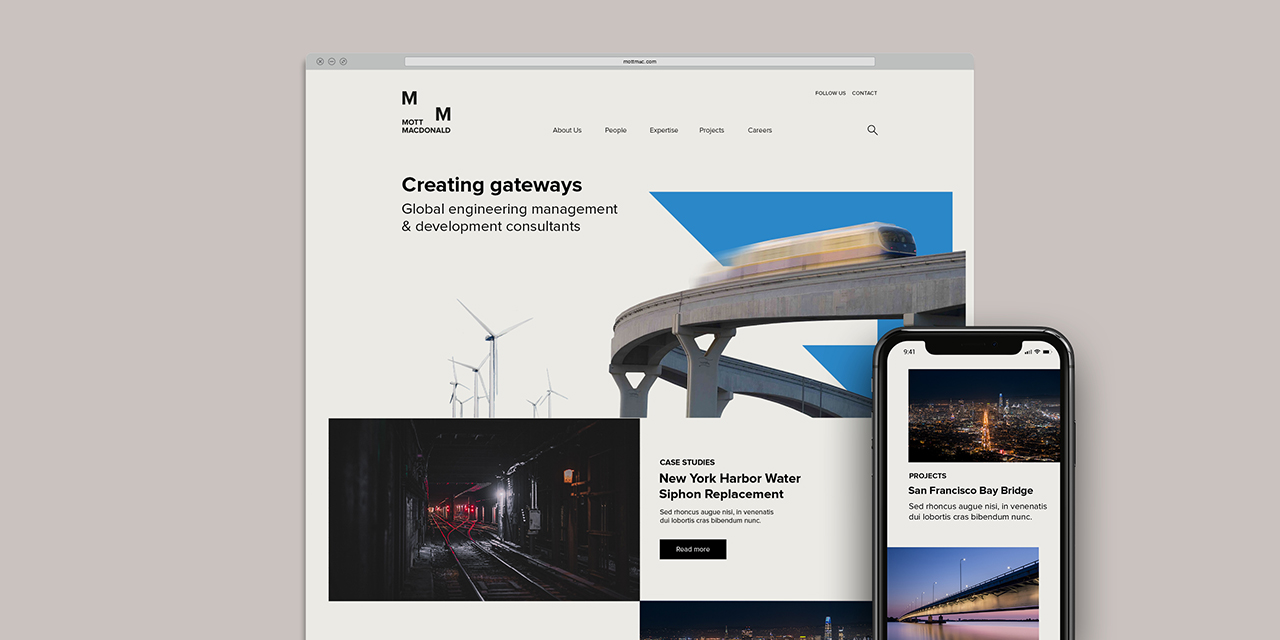 mottmac.com
M
M
MOTT
MACDONALD
FOLLOW US CONTACT
About Us People Expertise Projects Careers
Creating gateways
Global engineering management
& development consultants
CASE STUDIES
New York Harbor Water
Siphon Replacement
Sed rhoncus augue nisi, in venenatis
dui lobortis cras bibendum nunc.
Read more
9:41
PROJECTS
San Francisco Bay Bridge
Sed rhoncus augue nisi, in venenatis
dui lobortis cras bibendum nunc.